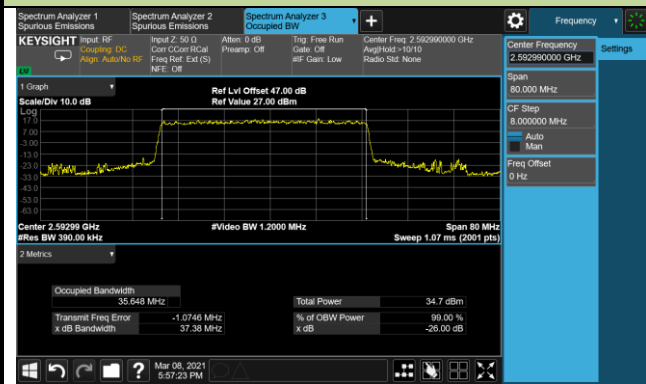 Spectrum Analyzer 1
Spurious Emissions
Spectrum Analyzer 2
Spurious Emissions
Spectrum Analyzer 3
Occupied BW
Frequency
KEYSIGHT
Input: RF
Coupling: DC
Align: Auto/No RF
Input Z: 50 Ω
Corr CCorr RCal
Freq Ref: Ext (S)
NFE: Off
Atten: 0 dB
Preamp: Off
Trig: Free Run
Gate: Off
#IF Gain: Low
Center Freq: 2.592990000 GHz
Avg|Hold:>10/10
Radio Std: None
Center Frequency
2.592990000 GHz
Settings
Span
80.000 MHz
CF Step
8.000000 MHz
Auto
Man
Freq Offset
0 Hz
1 Graph
Scale/Div 10.0 dB
Ref Lvl Offset 47.00 dB
Ref Value 27.00 dBm
Log
17.0
7.00
-3.00
-13.0
-23.0
-33.0
-43.0
-53.0
-63.0
Center 2.59299 GHz
#Res BW 390.00 kHz
#Video BW 1.2000 MHz
Span 80 MHz
Sweep 1.07 ms (2001 pts)
2 Metrics
Occupied Bandwidth
35.648 MHz
Total Power 34.7 dBm
Transmit Freq Error -1.0746 MHz
% of OBW Power 99.00 %
x dB Bandwidth 37.38 MHz
x dB -26.00 dB
Mar 08, 2021
5:57:23 PM